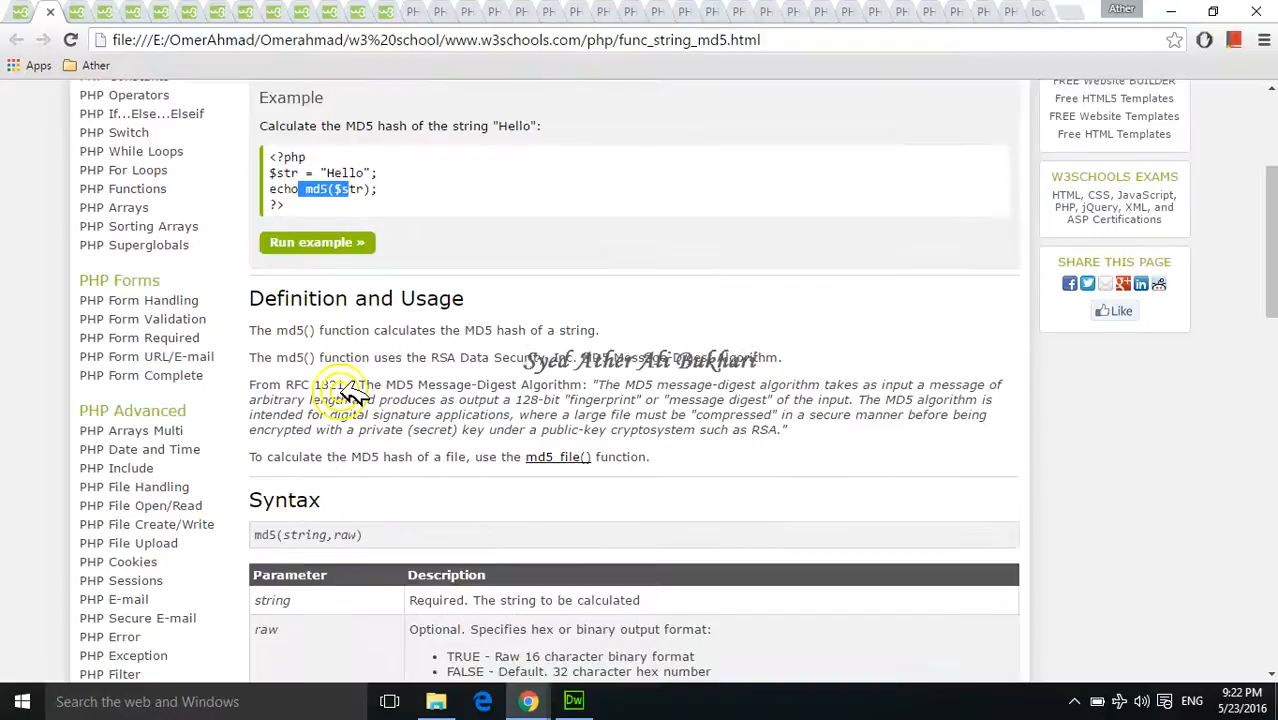 Ather
file:///E:/OmerAhmad/Omerahmad/w3%20school/www.w3schools.com/php/func_string_md5.html
Apps Ather
PHP Operators
PHP If...Else...Elseif
PHP Switch
PHP While Loops
PHP For Loops
PHP Functions
PHP Arrays
PHP Sorting Arrays
PHP Superglobals
PHP Forms
PHP Form Handling
PHP Form Validation
PHP Form Required
PHP Form URL/E-mail
PHP Form Complete
PHP Advanced
PHP Arrays Multi
PHP Date and Time
PHP Include
PHP File Handling
PHP File Open/Read
PHP File Create/Write
PHP File Upload
PHP Cookies
PHP Sessions
PHP E-mail
PHP Secure E-mail
PHP Error
PHP Exception
PHP Filter
Example
Calculate the MD5 hash of the string "Hello":
<?php
$str = "Hello";
echo md5($str);
?>
Run example »
Definition and Usage
The md5() function calculates the MD5 hash of a string.
The md5() function uses the RSA Data Security, Inc. MD5 Message-Digest Algorithm.
Syed Ather Ali Bukhari
From RFC The MD5 Message-Digest Algorithm: "The MD5 message-digest algorithm takes as input a message of
arbitrary and produces as output a 128-bit "fingerprint" or "message digest" of the input. The MD5 algorithm is
intended for digital signature applications, where a large file must be "compressed" in a secure manner before being
encrypted with a private (secret) key under a public-key cryptosystem such as RSA."
To calculate the MD5 hash of a file, use the md5_file() function.
Syntax
md5(string,raw)
Parameter Description
string Required. The string to be calculated
raw Optional. Specifies hex or binary output format:
• TRUE - Raw 16 character binary format
• FALSE - Default. 32 character hex number
FREE Website BUILDER
Free HTML5 Templates
FREE Website Templates
Free HTML Templates
W3SCHOOLS EXAMS
HTML, CSS, JavaScript,
PHP, jQuery, XML, and
ASP Certifications
SHARE THIS PAGE
Like
Search the web and Windows
Dw
ENG
9:22 PM
5/23/2016